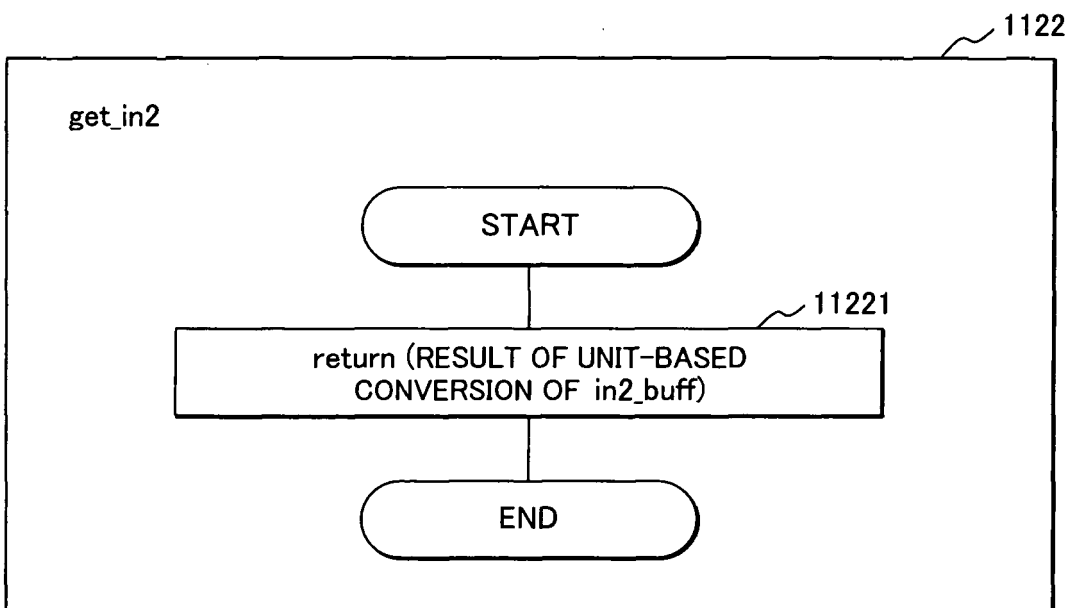 1122
get_in2
START
11221
return (RESULT OF UNIT-BASED
CONVERSION OF in2_buff)
END